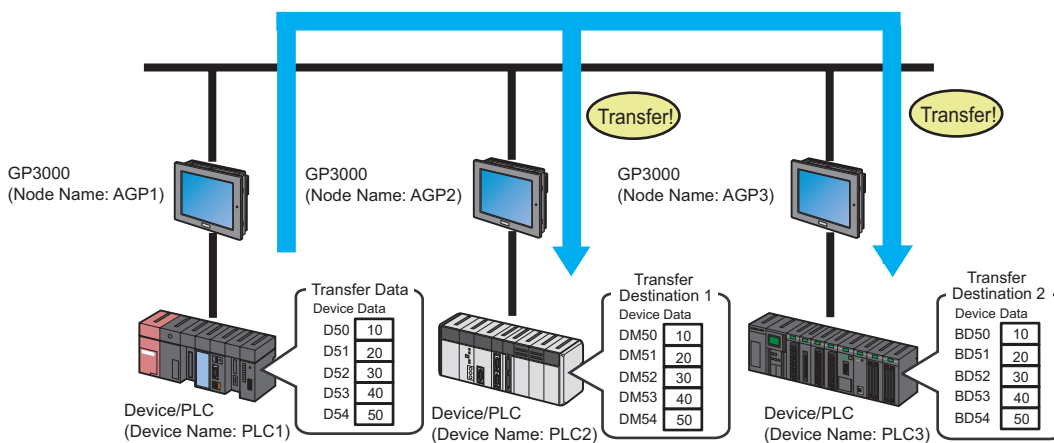 Transfer!
Transfer!
GP3000
(Node Name: AGP1)
GP3000
(Node Name: AGP2)
GP3000
(Node Name: AGP3)
Transfer Data
Device Data
D50 10
D51 20
D52 30
D53 40
D54 50
Transfer
Destination 1
Device Data
DM50 10
DM51 20
DM52 30
DM53 40
DM54 50
Transfer
Destination 2
Device Data
BD50 10
BD51 20
BD52 30
BD53 40
BD54 50
Device/PLC
(Device Name: PLC1)
Device/PLC
(Device Name: PLC2)
Device/PLC
(Device Name: PLC3)